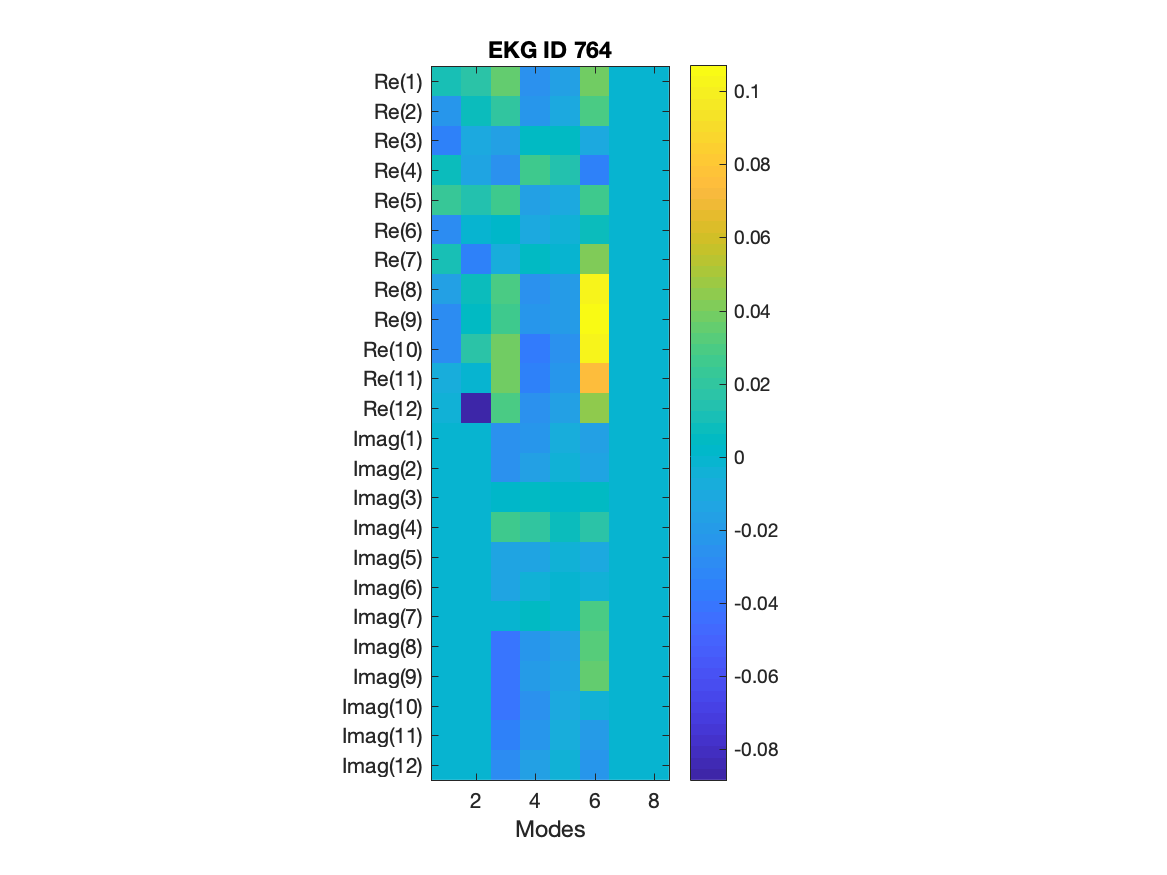 EKG ID 764
Re(1)
Re(2)
Re(3)
Re(4)
Re(5)
Re(6)
Re(7)
Re(8)
Re(9)
Re(10)
Re(11)
Re(12)
Imag(1)
Imag(2)
Imag(3)
Imag(4)
Imag(5)
Imag(6)
Imag(7)
Imag(8)
Imag(9)
Imag(10)
Imag(11)
Imag(12)
2 4 6 8
Modes
0.1
0.08
0.06
0.04
0.02
0
-0.02
-0.04
-0.06
-0.08